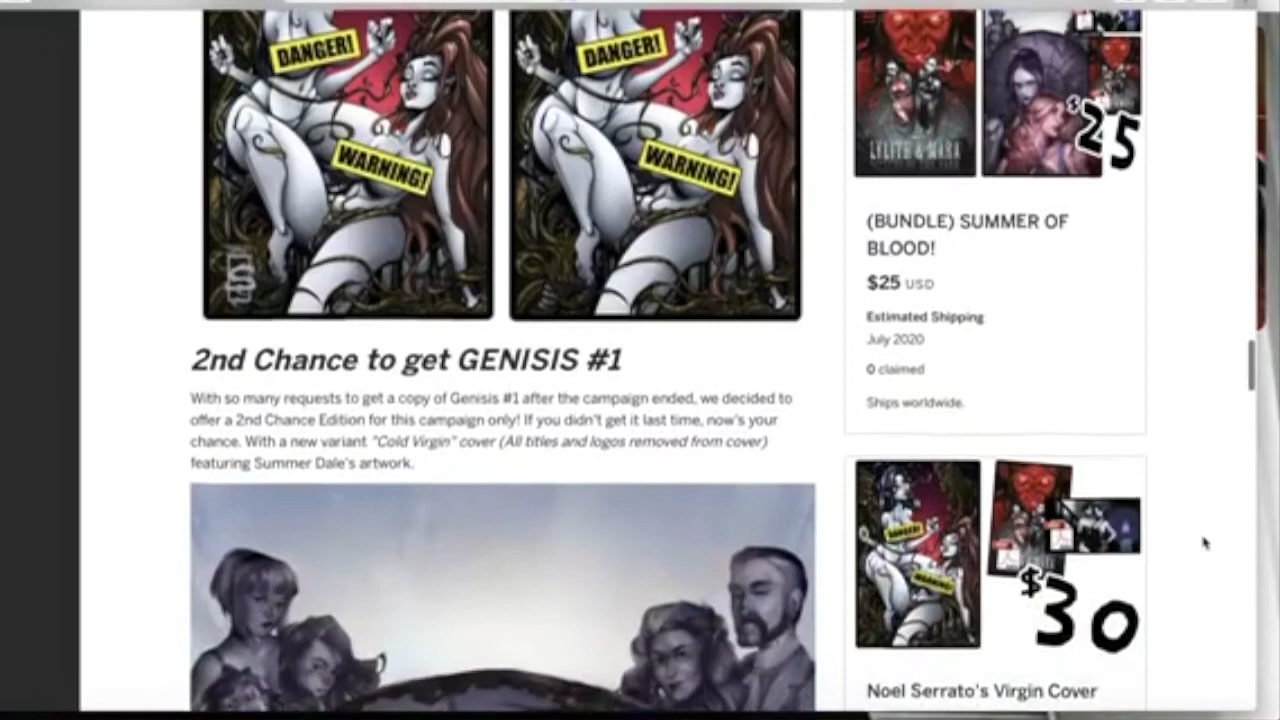 DANGER!
WARNING!
DANGER!
WARNING!
2nd Chance to get GENISIS #1
With so many requests to get a copy of Genisis #1 after the campaign ended, we decided to
offer a 2nd Chance Edition for this campaign only! If you didn't get it last time, now's your
chance. With a new variant "Cold Virgin" cover (All titles and logos removed from cover)
featuring Summer Dale's artwork.
LYLITH & MARA
$25
(BUNDLE) SUMMER OF
BLOOD!
$25 USD
Estimated Shipping
July 2020
0 claimed
Ships worldwide.
DANGER!
WARNING!
$30
Noel Serrato's Virgin Cover